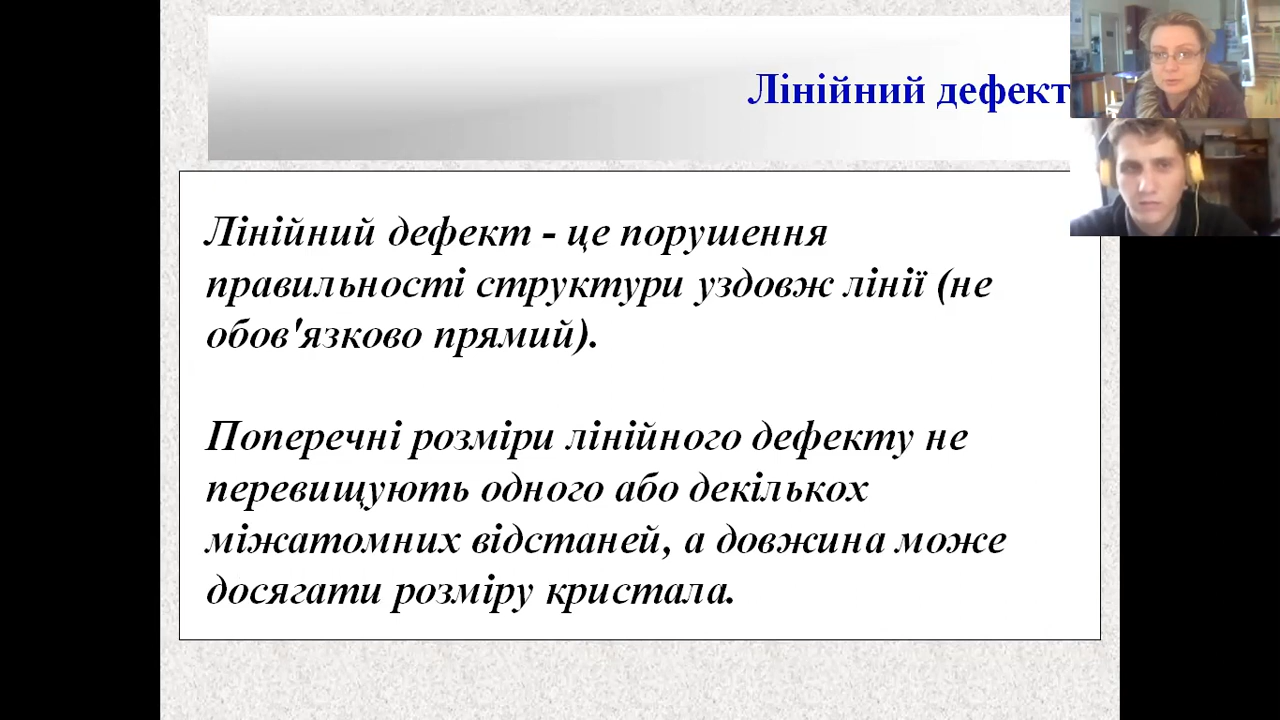 Лінійний дефект
Лінійний дефект - це порушення
правильності структури уздовж лінії (не
обов'язково прямий).
Поперечні розміри лінійного дефекту не
перевищують одного або декількох
міжатомних відстаней, а довжина може
досягати розміру кристала.